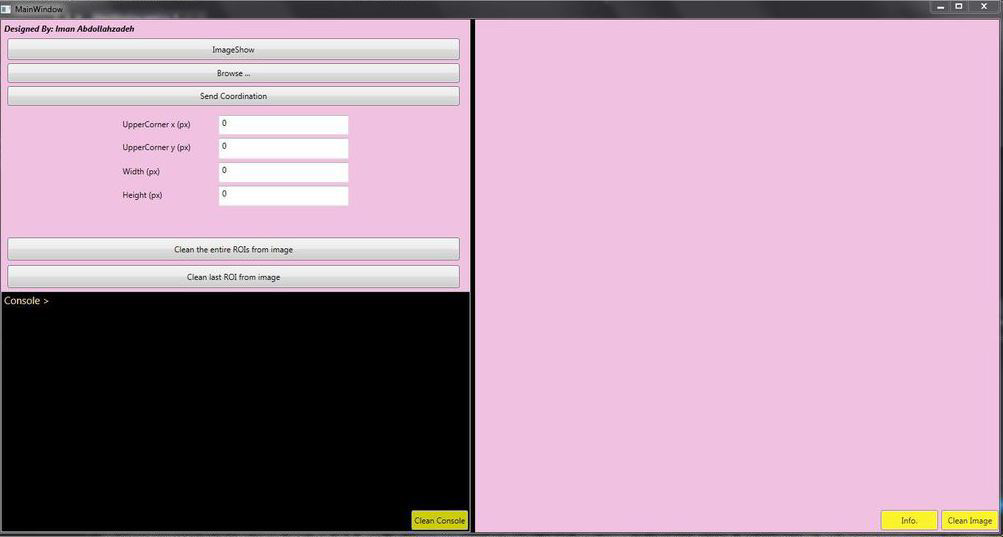 MainWindow
Designed By: Iman Abdollahzadeh
ImageShow
Browse ...
Send Coordination
UpperCorner x (px) 0
UpperCorner y (px) 0
Width (px) 0
Height (px) 0
Clean the entire ROIs from image
Clean last ROI from image
Console >
Clean Console
Info.
Clean Image